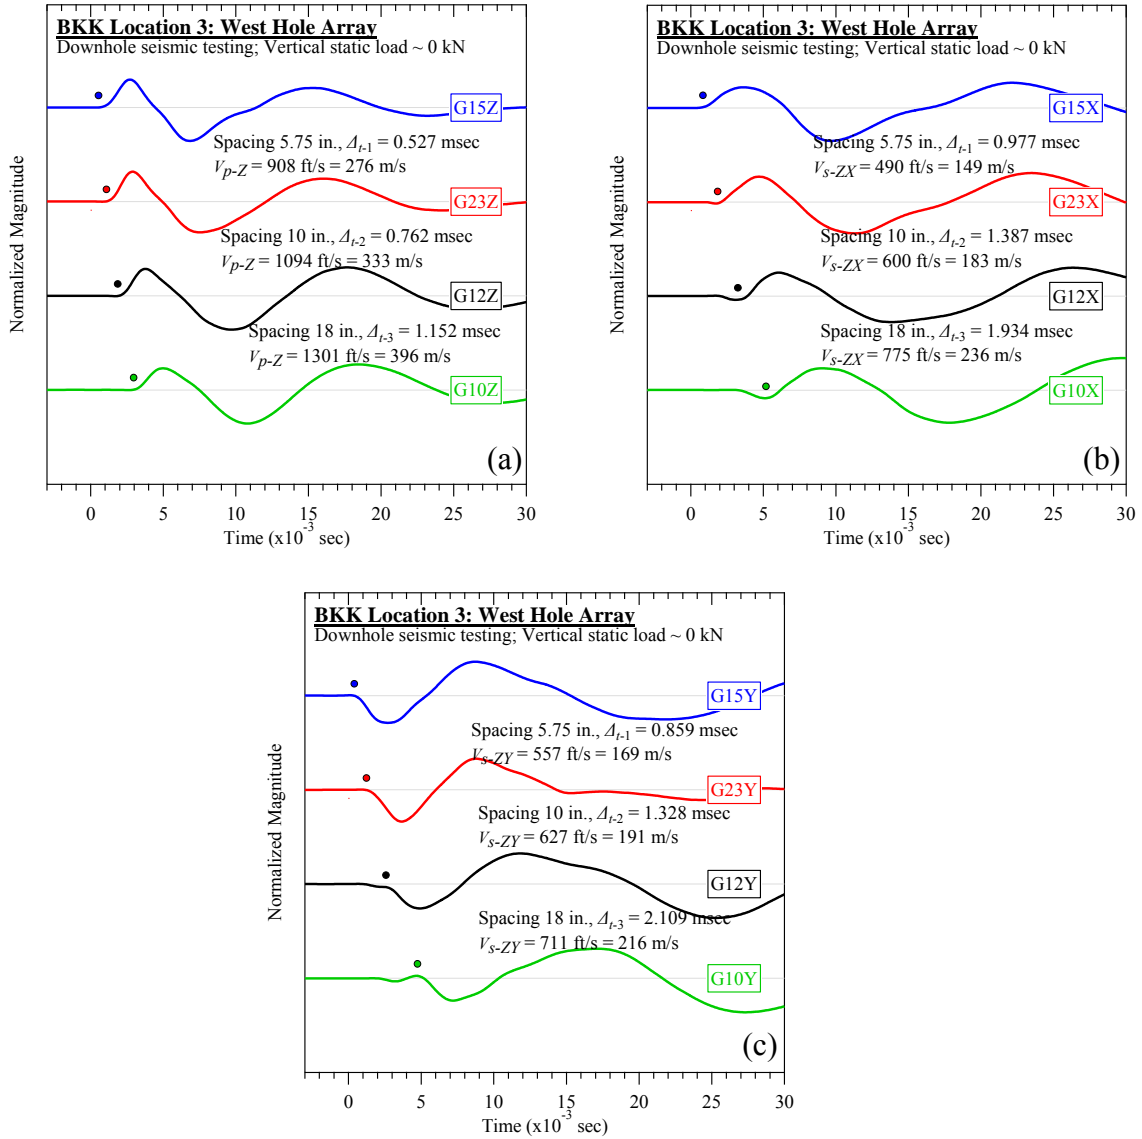 BKK Location 3: West Hole Array
Downhole seismic testing; Vertical static load ~ 0 kN
G15Z
Spacing 5.75 in., Δt-1 = 0.527 msec
Vp-Z = 908 ft/s = 276 m/s
G23Z
Spacing 10 in., Δt-2 = 0.762 msec
Vp-Z = 1094 ft/s = 333 m/s
G12Z
Spacing 18 in., Δt-3 = 1.152 msec
Vp-Z = 1301 ft/s = 396 m/s
G10Z
(a)
Normalized Magnitude
0 5 10 15 20 25 30
Time (x10-3 sec)
BKK Location 3: West Hole Array
Downhole seismic testing; Vertical static load ~ 0 kN
G15X
Spacing 5.75 in., Δt-1 = 0.977 msec
Vs-ZX = 490 ft/s = 149 m/s
G23X
Spacing 10 in., Δt-2 = 1.387 msec
Vs-ZX = 600 ft/s = 183 m/s
G12X
Spacing 18 in., Δt-3 = 1.934 msec
Vs-ZX = 775 ft/s = 236 m/s
G10X
(b)
Normalized Magnitude
0 5 10 15 20 25 30
Time (x10-3 sec)
BKK Location 3: West Hole Array
Downhole seismic testing; Vertical static load ~ 0 kN
G15Y
Spacing 5.75 in., Δt-1 = 0.859 msec
Vs-ZY = 557 ft/s = 169 m/s
G23Y
Spacing 10 in., Δt-2 = 1.328 msec
Vs-ZY = 627 ft/s = 191 m/s
G12Y
Spacing 18 in., Δt-3 = 2.109 msec
Vs-ZY = 711 ft/s = 216 m/s
G10Y
(c)
Normalized Magnitude
0 5 10 15 20 25 30
Time (x10-3 sec)